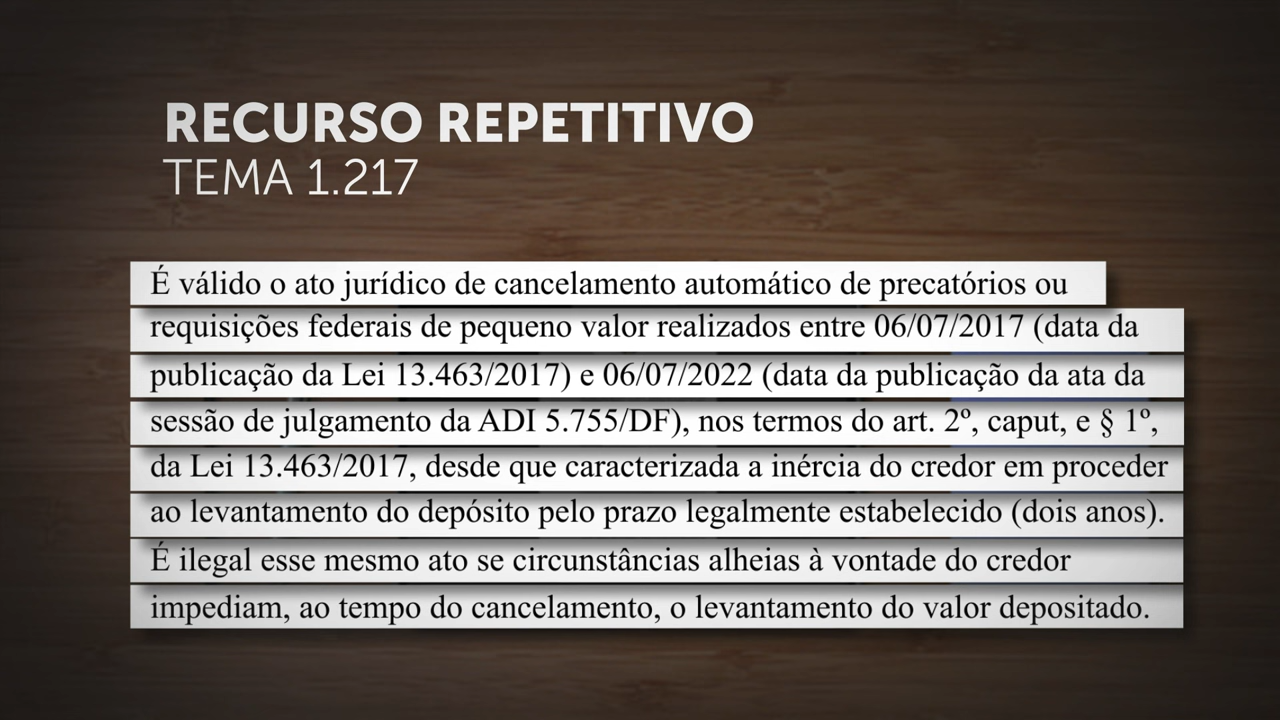 RECURSO REPETITIVO
TEMA 1.217
É válido o ato jurídico de cancelamento automático de precatórios ou
requisições federais de pequeno valor realizados entre 06/07/2017 (data da
publicação da Lei 13.463/2017) e 06/07/2022 (data da publicação da ata da
sessão de julgamento da ADI 5.755/DF), nos termos do art. 2º, caput, e § 1º,
da Lei 13.463/2017, desde que caracterizada a inércia do credor em proceder
ao levantamento do depósito pelo prazo legalmente estabelecido (dois anos).
É ilegal esse mesmo ato se circunstâncias alheias à vontade do credor
impediam, ao tempo do cancelamento, o levantamento do valor depositado.